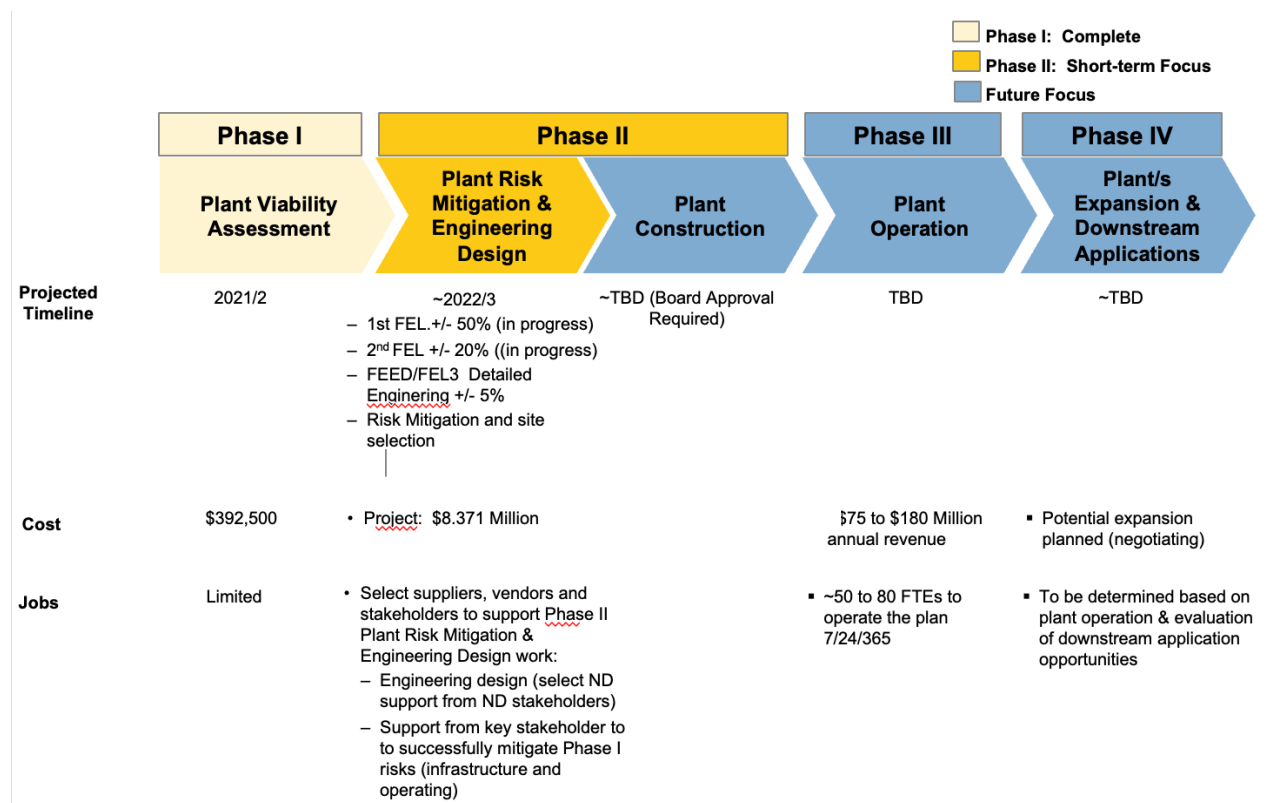 Phase I:  Complete
Phase II:  Short-term Focus
Future Focus
Phase I
Phase II
Phase III
Phase IV
Plant Viability
Assessment
Plant Risk
Mitigation &
Engineering
Design
Plant
Construction
Plant
Operation
Plant/s
Expansion &
Downstream
Applications
Projected
Timeline
2021/2
~2022/3
– 1st FEL.+/- 50% (in progress)
– 2nd FEL +/- 20% ((in progress)
– FEED/FEL3  Detailed
Enginering +/- 5%
– Risk Mitigation and site
selection
~TBD (Board Approval
Required)
TBD
~TBD
Cost
$392,500
• Project:  $8.371 Million
$75 to $180 Million
annual revenue
▪ Potential expansion
planned (negotiating)
Jobs
Limited
• Select suppliers, vendors and
stakeholders to support Phase II
Plant Risk Mitigation &
Engineering Design work:
– Engineering design (select ND
support from ND stakeholders)
– Support from key stakeholder to
to successfully mitigate Phase I
risks (infrastructure and
operating)
▪ ~50 to 80 FTEs to
operate the plan
7/24/365
▪ To be determined based on
plant operation & evaluation
of downstream application
opportunities